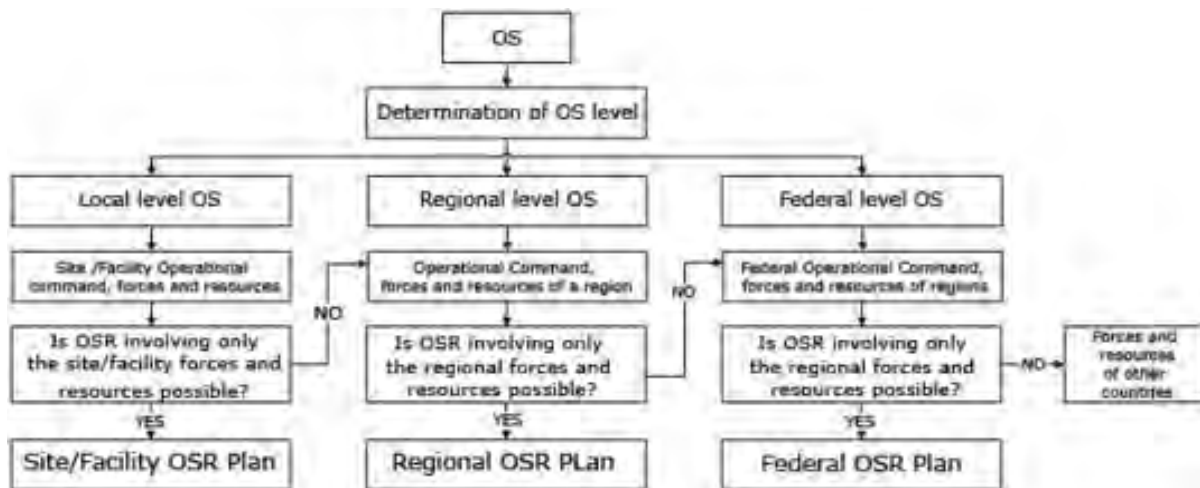 OS
Determination of OS level
Local level OS
Regional level OS
Federal level OS
Site /Facility Operational
command, forces and resources
Operational Command,
forces and resources of a region
Federal Operational Command,
forces and resources of regions
NO
NO
Is OSR involving only
the site/facility forces and
resources possible?
Is OSR involving only
the regional forces and
resources possible?
Is OSR involving only
the regional forces and
resources possible?
NO
Forces and
resources
of other
countries
YES
YES
YES
Site/Facility OSR Plan
Regional OSR PLan
Federal OSR Plan